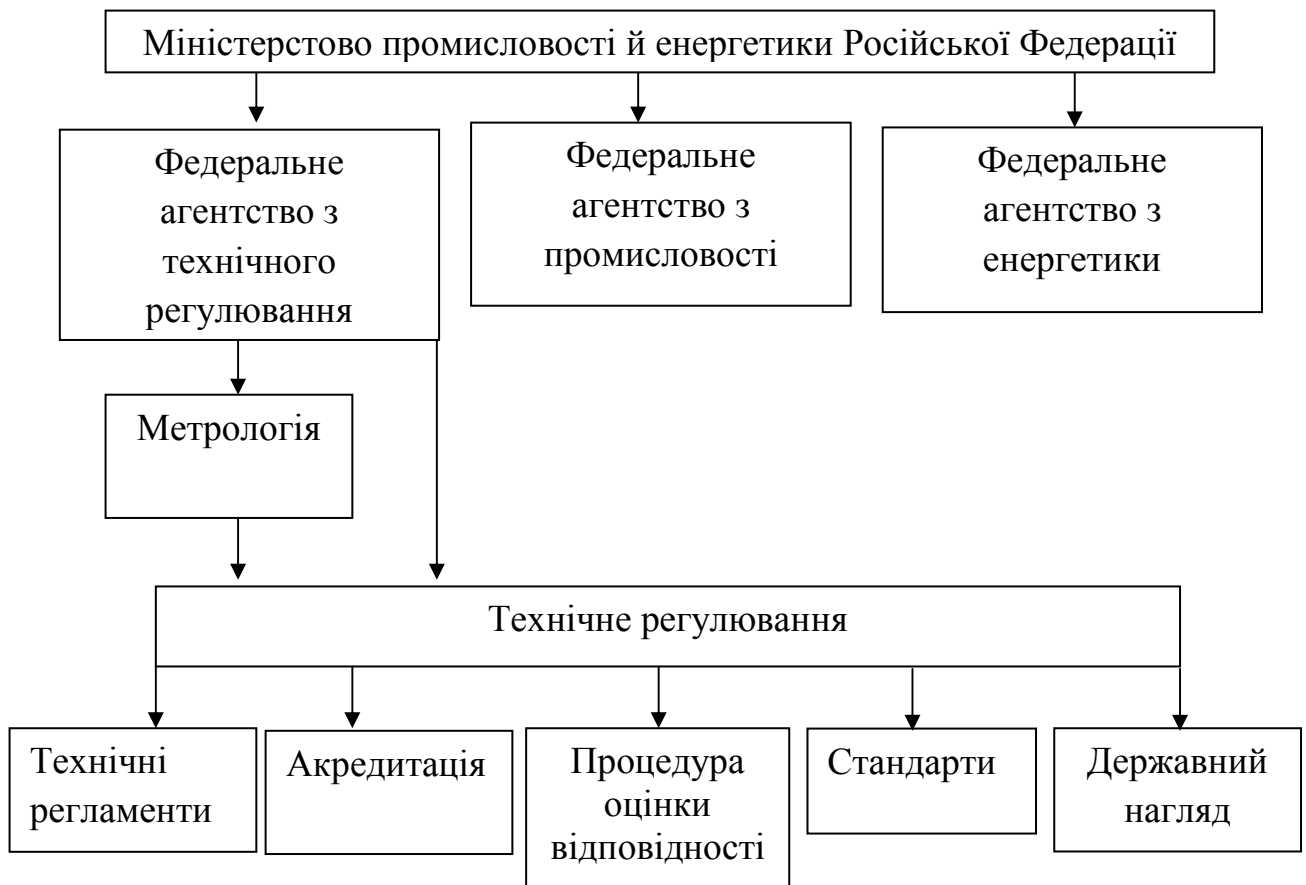 Міністерство промисловості й енергетики Російської Федерації
Федеральне
агентство з
технічного
регулювання
Федеральне
агентство з
промисловості
Федеральне
агентство з
енергетики
Метрологія
Технічне регулювання
Технічні
регламенти
Акредитація
Процедура
оцінки
відповідності
Стандарти
Державний
нагляд